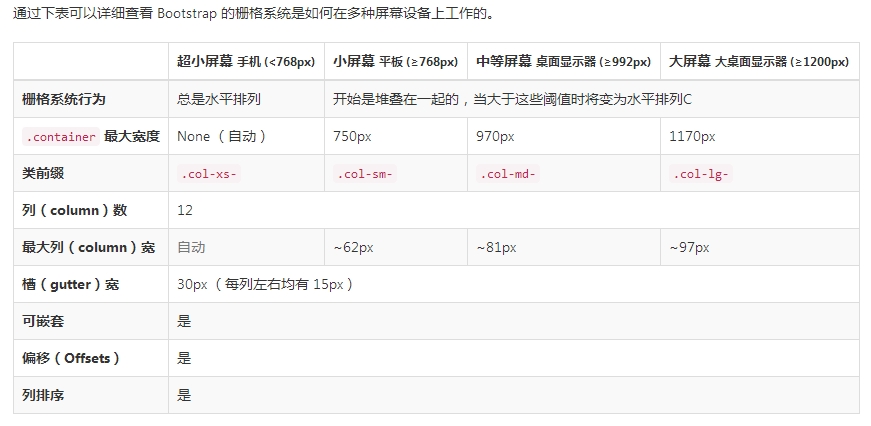 通过下表可以详细查看 Bootstrap 的栅格系统是如何在多种屏幕设备上工作的。
超小屏幕 手机 (<768px) 小屏幕 平板 (≥768px) 中等屏幕 桌面显示器 (≥992px) 大屏幕 大桌面显示器 (≥1200px)
栅格系统行为 总是水平排列 开始是堆叠在一起的，当大于这些阈值时将变为水平排列C
.container 最大宽度 None （自动） 750px 970px 1170px
类前缀 .col-xs- .col-sm- .col-md- .col-lg-
列（column）数 12
最大列（column）宽 自动 ~62px ~81px ~97px
槽（gutter）宽 30px （每列左右均有 15px）
可嵌套 是
偏移（Offsets） 是
列排序 是